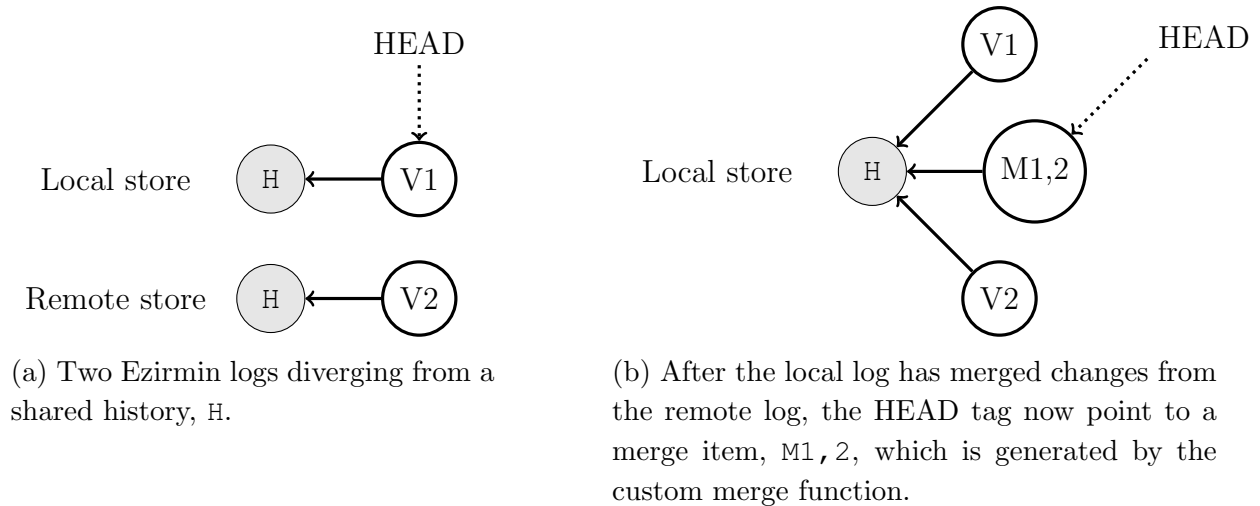 HEAD
Local store
H
V1
Remote store
H
V2
(a) Two Ezirmin logs diverging from a
shared history, H.
V1
HEAD
Local store
H
M1,2
V2
(b) After the local log has merged changes from
the remote log, the HEAD tag now point to a
merge item, M1,2, which is generated by the
custom merge function.